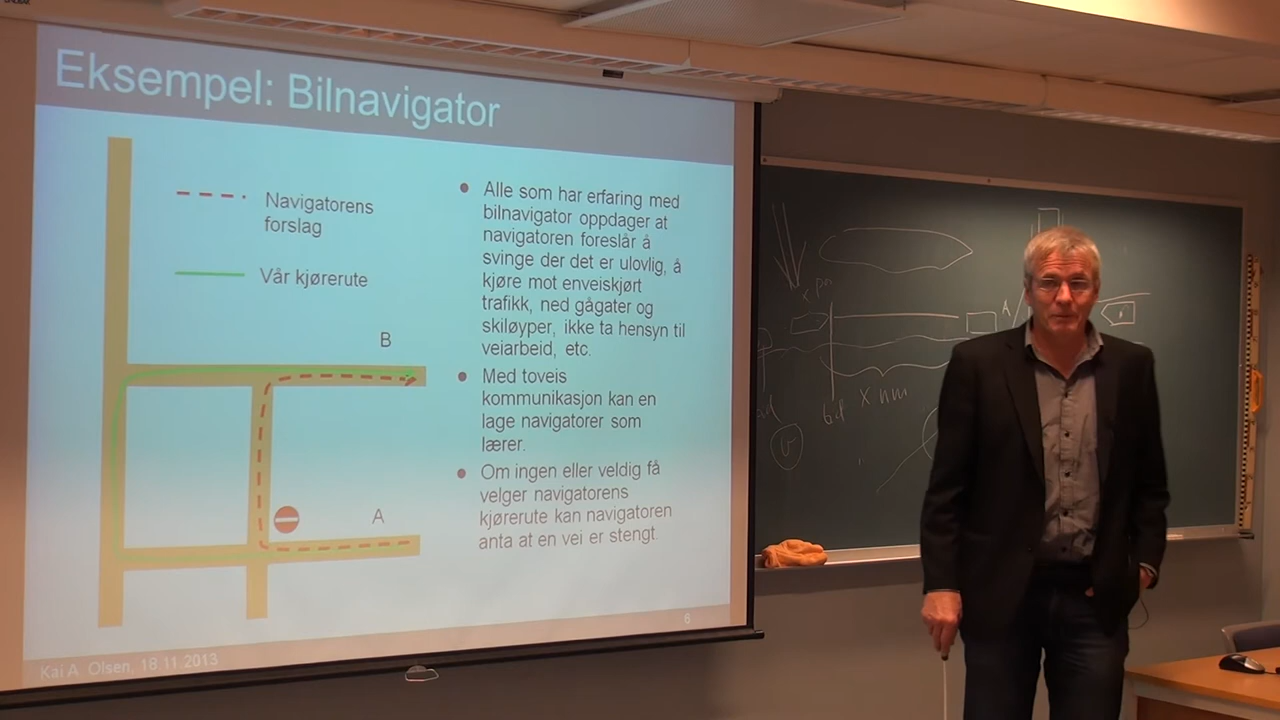 Eksempel: Bilnavigator
Navigatorens
forslag
Vår kjørerute
B
A
• Alle som har erfaring med
bilnavigator oppdager at
navigatoren foreslår å
svinge der det er ulovlig, å
kjøre mot enveiskjørt
trafikk, ned gågater og
skiløyper, ikke ta hensyn til
veiarbeid, etc.
• Med toveis
kommunikasjon kan en
lage navigatorer som
lærer.
• Om ingen eller veldig få
velger navigatorens
kjørerute kan navigatoren
anta at en vei er stengt.
6
Kai A. Olsen, 18.11.2013
A